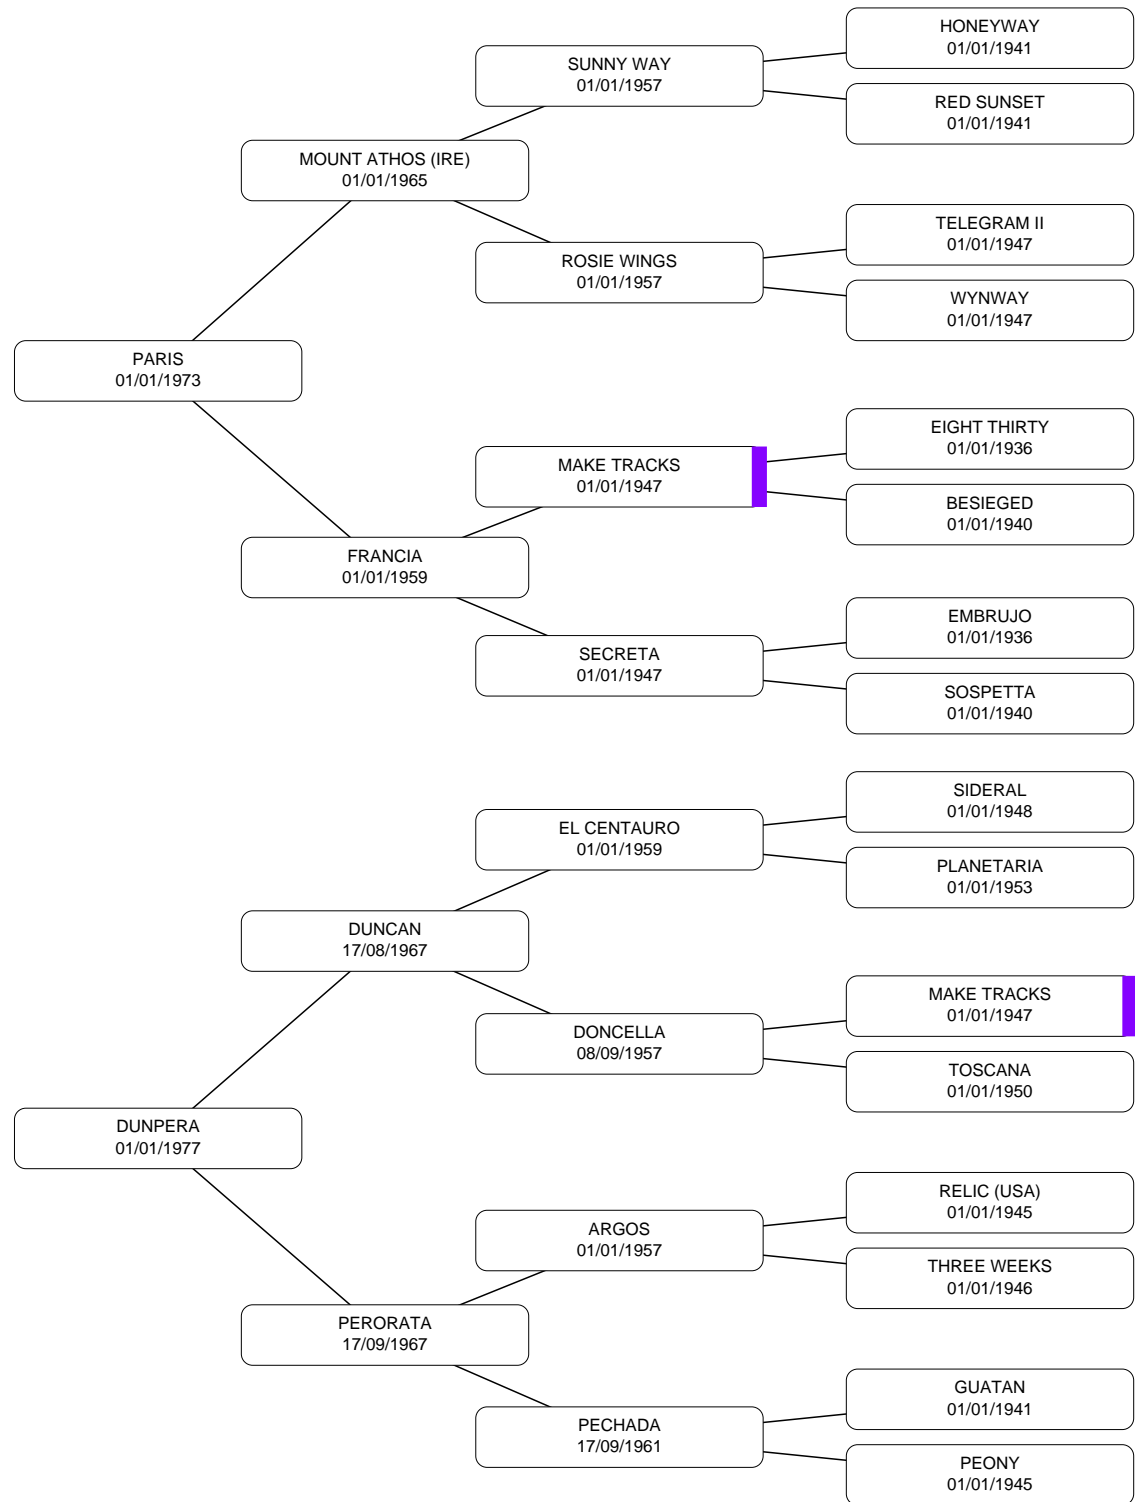 HONEYWAY
01/01/1941
SUNNY WAY
01/01/1957
RED SUNSET
01/01/1941
MOUNT ATHOS (IRE)
01/01/1965
TELEGRAM II
01/01/1947
ROSIE WINGS
01/01/1957
WYNWAY
01/01/1947
PARIS
01/01/1973
EIGHT THIRTY
01/01/1936
MAKE TRACKS
01/01/1947
BESIEGED
01/01/1940
FRANCIA
01/01/1959
EMBRUJO
01/01/1936
SECRETA
01/01/1947
SOSPETTA
01/01/1940
SIDERAL
01/01/1948
EL CENTAURO
01/01/1959
PLANETARIA
01/01/1953
DUNCAN
17/08/1967
MAKE TRACKS
01/01/1947
DONCELLA
08/09/1957
TOSCANA
01/01/1950
DUNPERA
01/01/1977
RELIC (USA)
01/01/1945
ARGOS
01/01/1957
THREE WEEKS
01/01/1946
PERORATA
17/09/1967
GUATAN
01/01/1941
PECHADA
17/09/1961
PEONY
01/01/1945